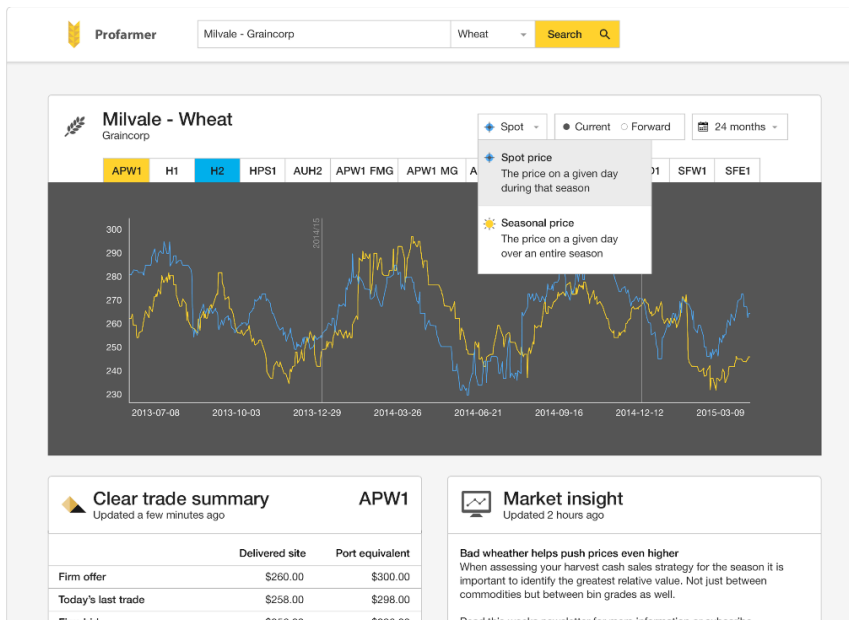 Profarmer
Milvale - Graincorp
Wheat
Search
Milvale - Wheat
Graincorp
Spot
Current
Forward
24 months
APW1
H1
H2
HPS1
AUH2
APW1 FMG
APW1 MG
SFW1
SFE1
Spot price
The price on a given day
during that season
Seasonal price
The price on a given day
over an entire season
2014/15
300
290
280
270
260
250
240
230
2013-07-08
2013-10-03
2013-12-29
2014-03-26
2014-06-21
2014-09-16
2014-12-12
2015-03-09
Clear trade summary
APW1
Updated a few minutes ago
Delivered site
Port equivalent
Firm offer
$260.00
$300.00
Today's last trade
$258.00
$298.00
Market insight
Updated 2 hours ago
Bad wheather helps push prices even higher
When assessing your harvest cash sales strategy for the season it is
important to identify the greatest relative value. Not just between
commodities but between bin grades as well.